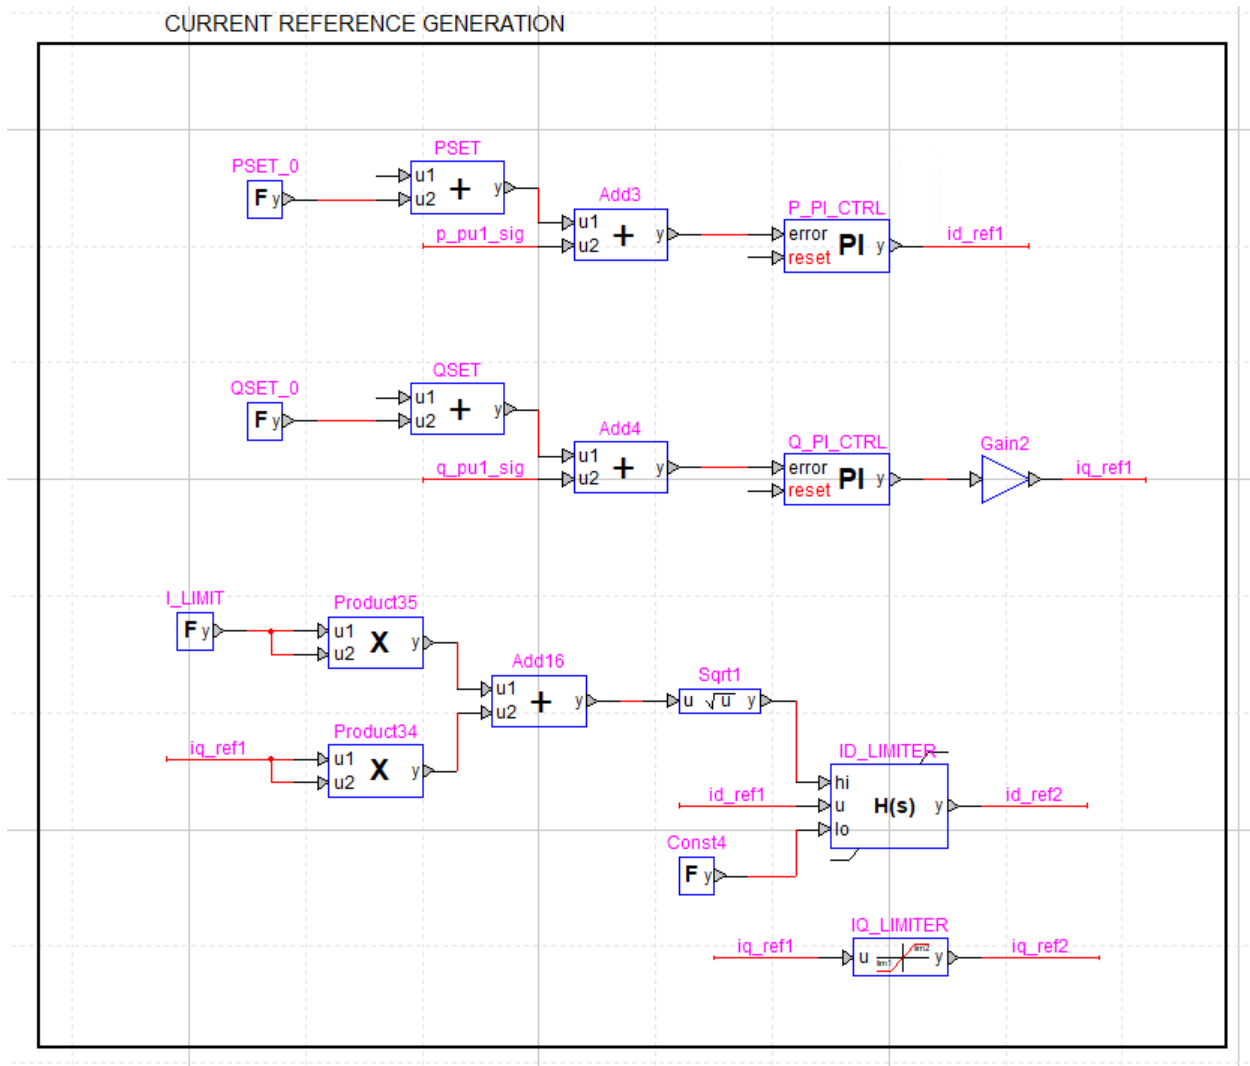 CURRENT REFERENCE GENERATION
PSET
PSET_0
F y
u1
u2
+
y
Add3
p_pu1_sig
u1
u2
+
y
P_PI_CTRL
error
reset
PI
y
id_ref1
QSET
QSET_0
F y
u1
u2
+
y
Add4
q_pu1_sig
u1
u2
+
y
Q_PI_CTRL
error
reset
PI
y
Gain2
iq_ref1
I_LIMIT
F y
Product35
u1
u2
X
y
Add16
u1
u2
+
y
Sqrt1
u √u y
iq_ref1
Product34
u1
u2
X
y
ID_LIMITER
hi
id_ref1
u
H(s)
y
id_ref2
lo
Const4
F y
IQ_LIMITER
iq_ref1
u
lim1
lim2
y
iq_ref2